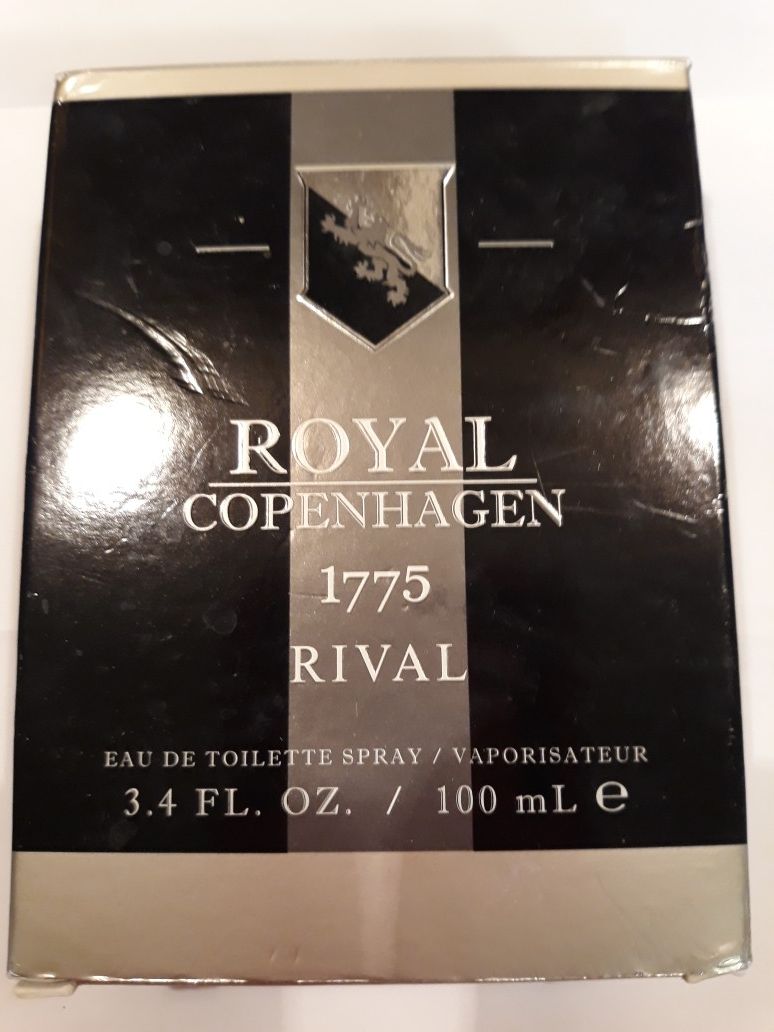 ROYAL
COPENHAGEN
1775
RIVAL
EAU DE TOILETTE SPRAY / VAPORISATEUR
3.4 FL. OZ. / 100 mL ℮